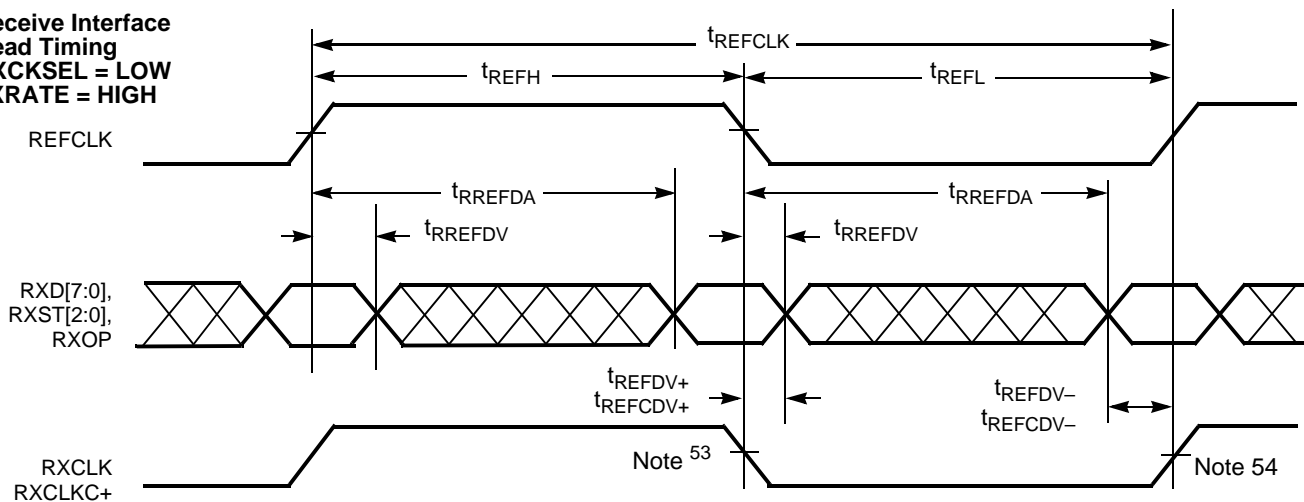 eceive Interface
ead Timing
XCKSEL = LOW
XRATE = HIGH
tREFCLK
tREFH
tREFL
REFCLK
tRREFDA
tRREFDA
tRREFDV
tRREFDV
RXD[7:0],
RXST[2:0],
RXOP
tREFDV+
tREFCDV+
tREFDV–
tREFCDV–
Note 53
Note 54
RXCLK
RXCLKC+